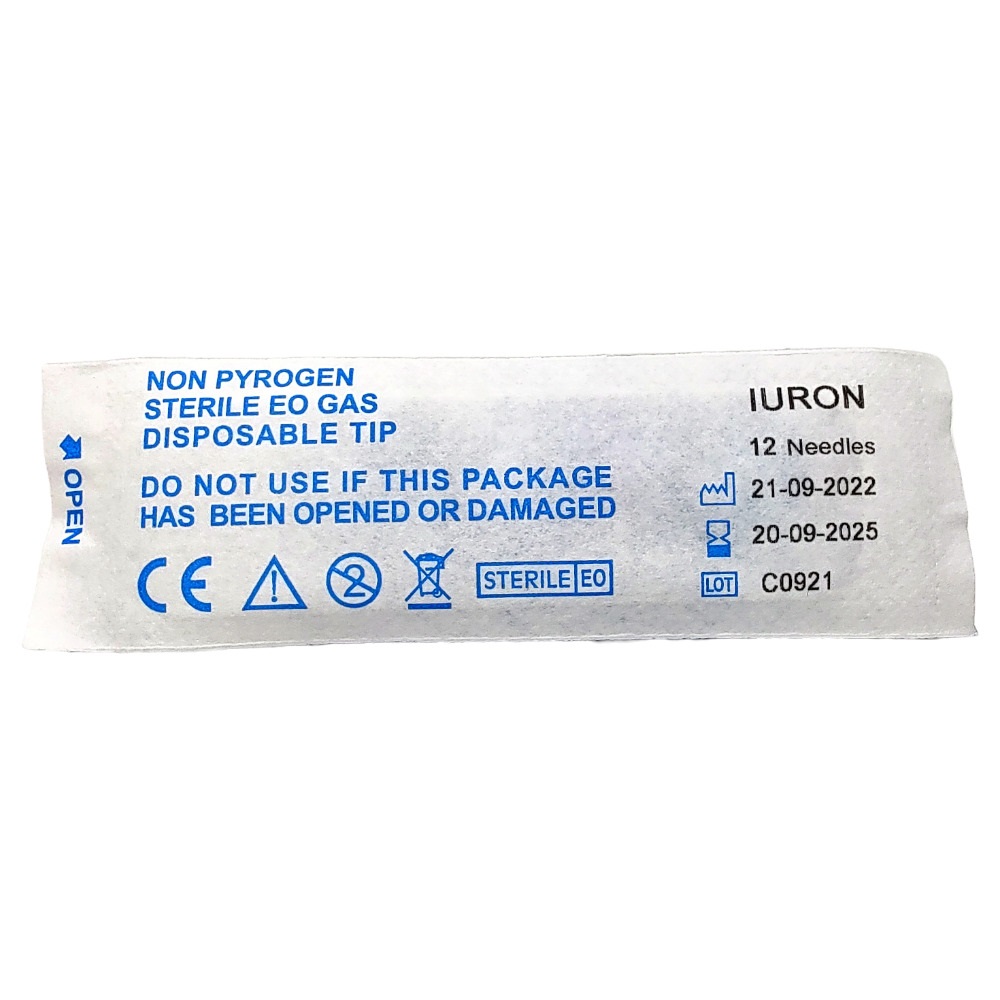 NON PYROGEN
STERILE EO GAS
DISPOSABLE TIP
DO NOT USE IF THIS PACKAGE
HAS BEEN OPENED OR DAMAGED
CE
2
STERILE EO
OPEN
IURON
12 Needles
21-09-2022
20-09-2025
LOT C0921